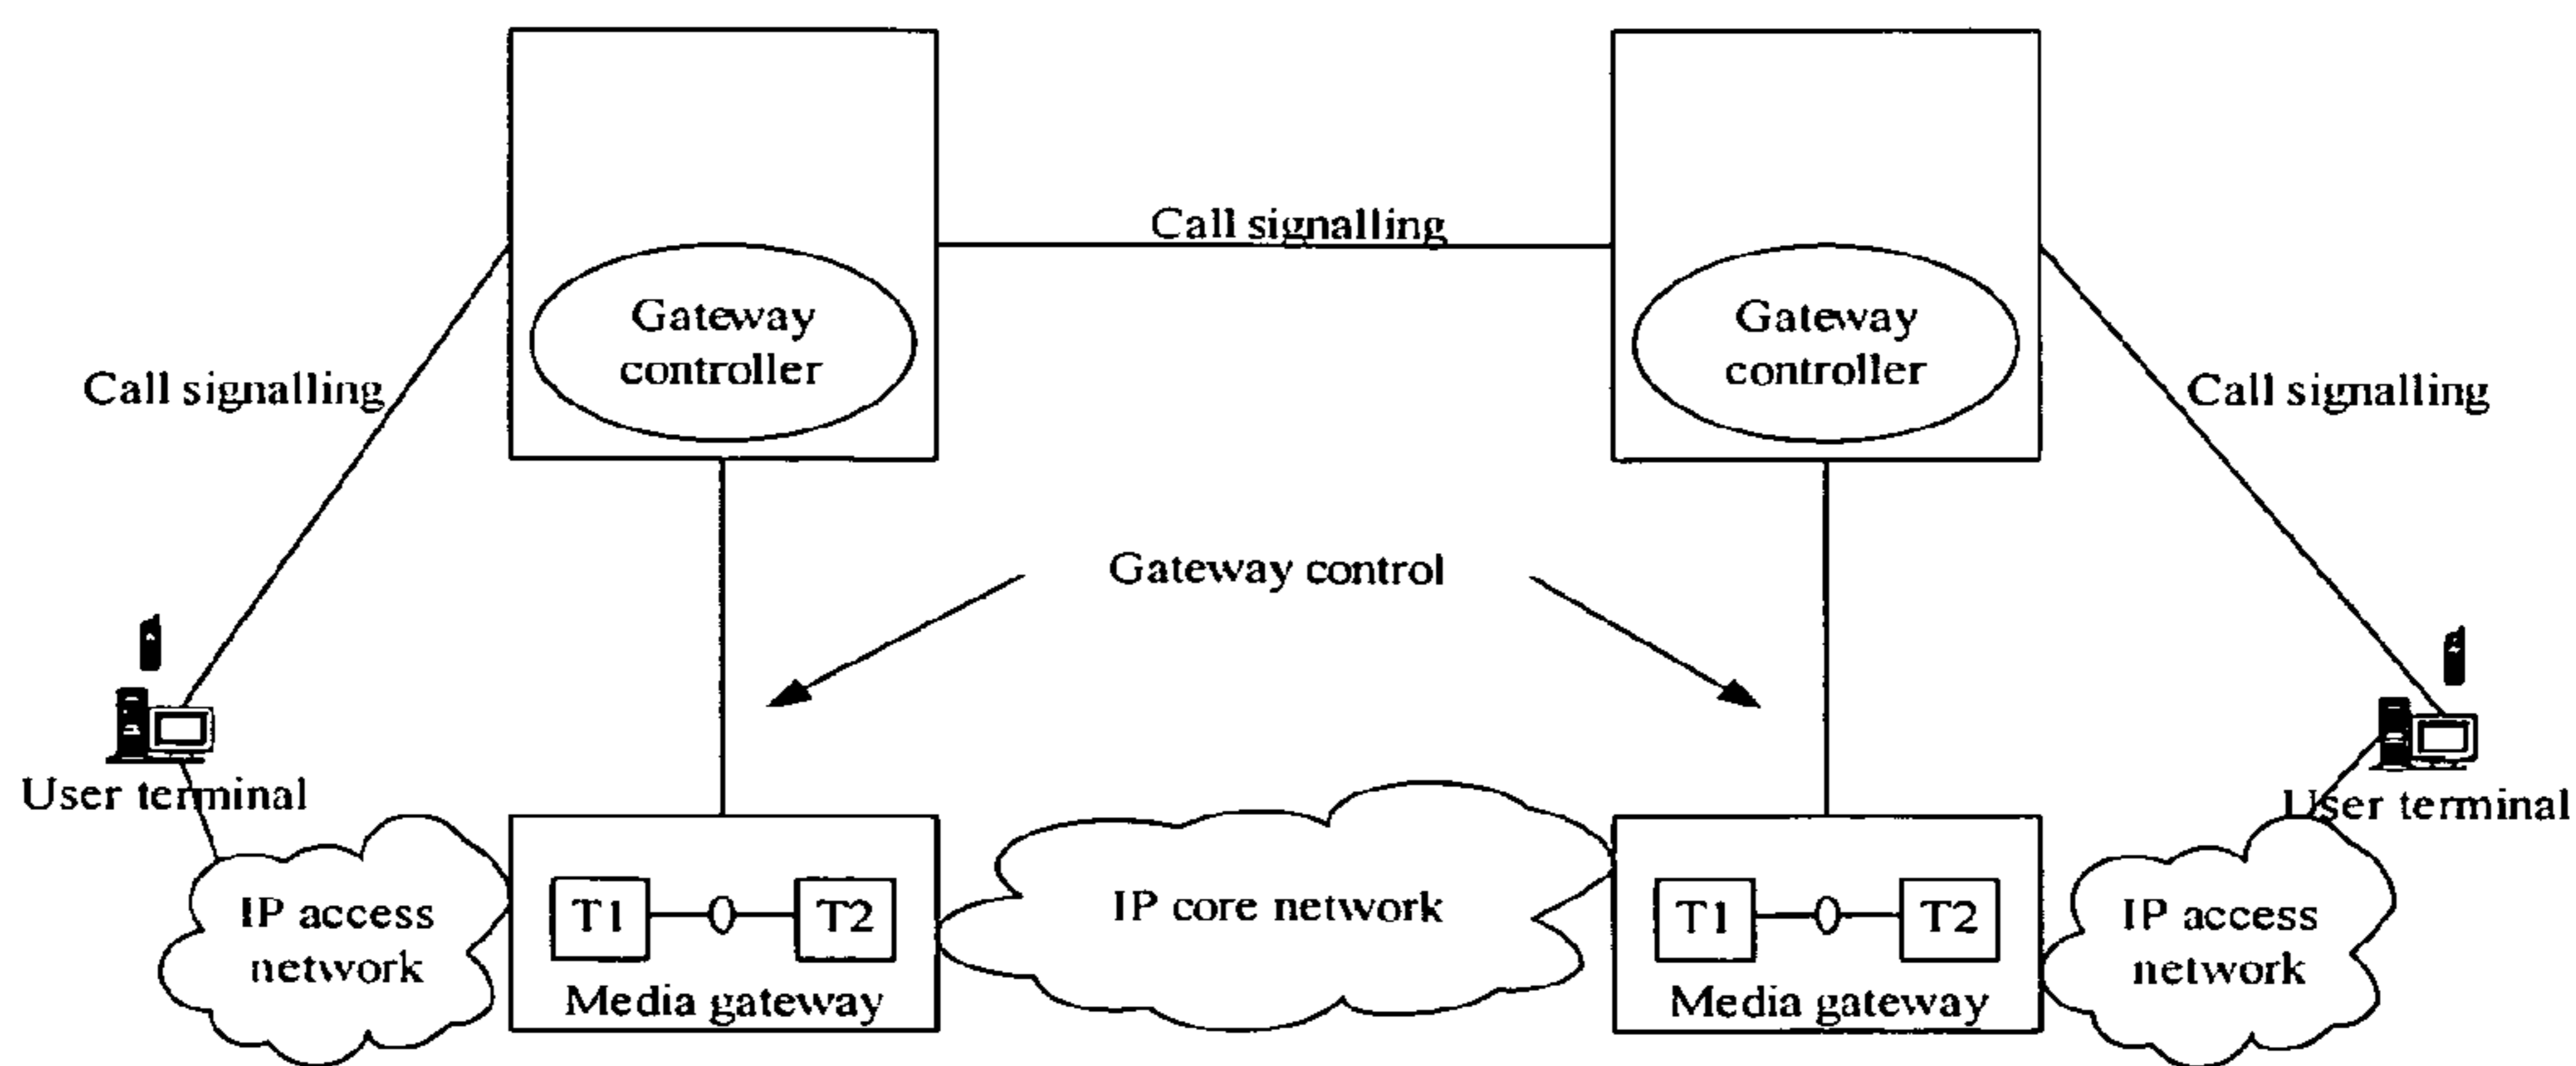 Call signalling
Gateway
controller
Gateway
controller
Call signalling
Call signalling
Gateway control
User terminal
User terminal
IP access
network
T1
T2
Media gateway
IP core network
T1
T2
Media gateway
IP access
network